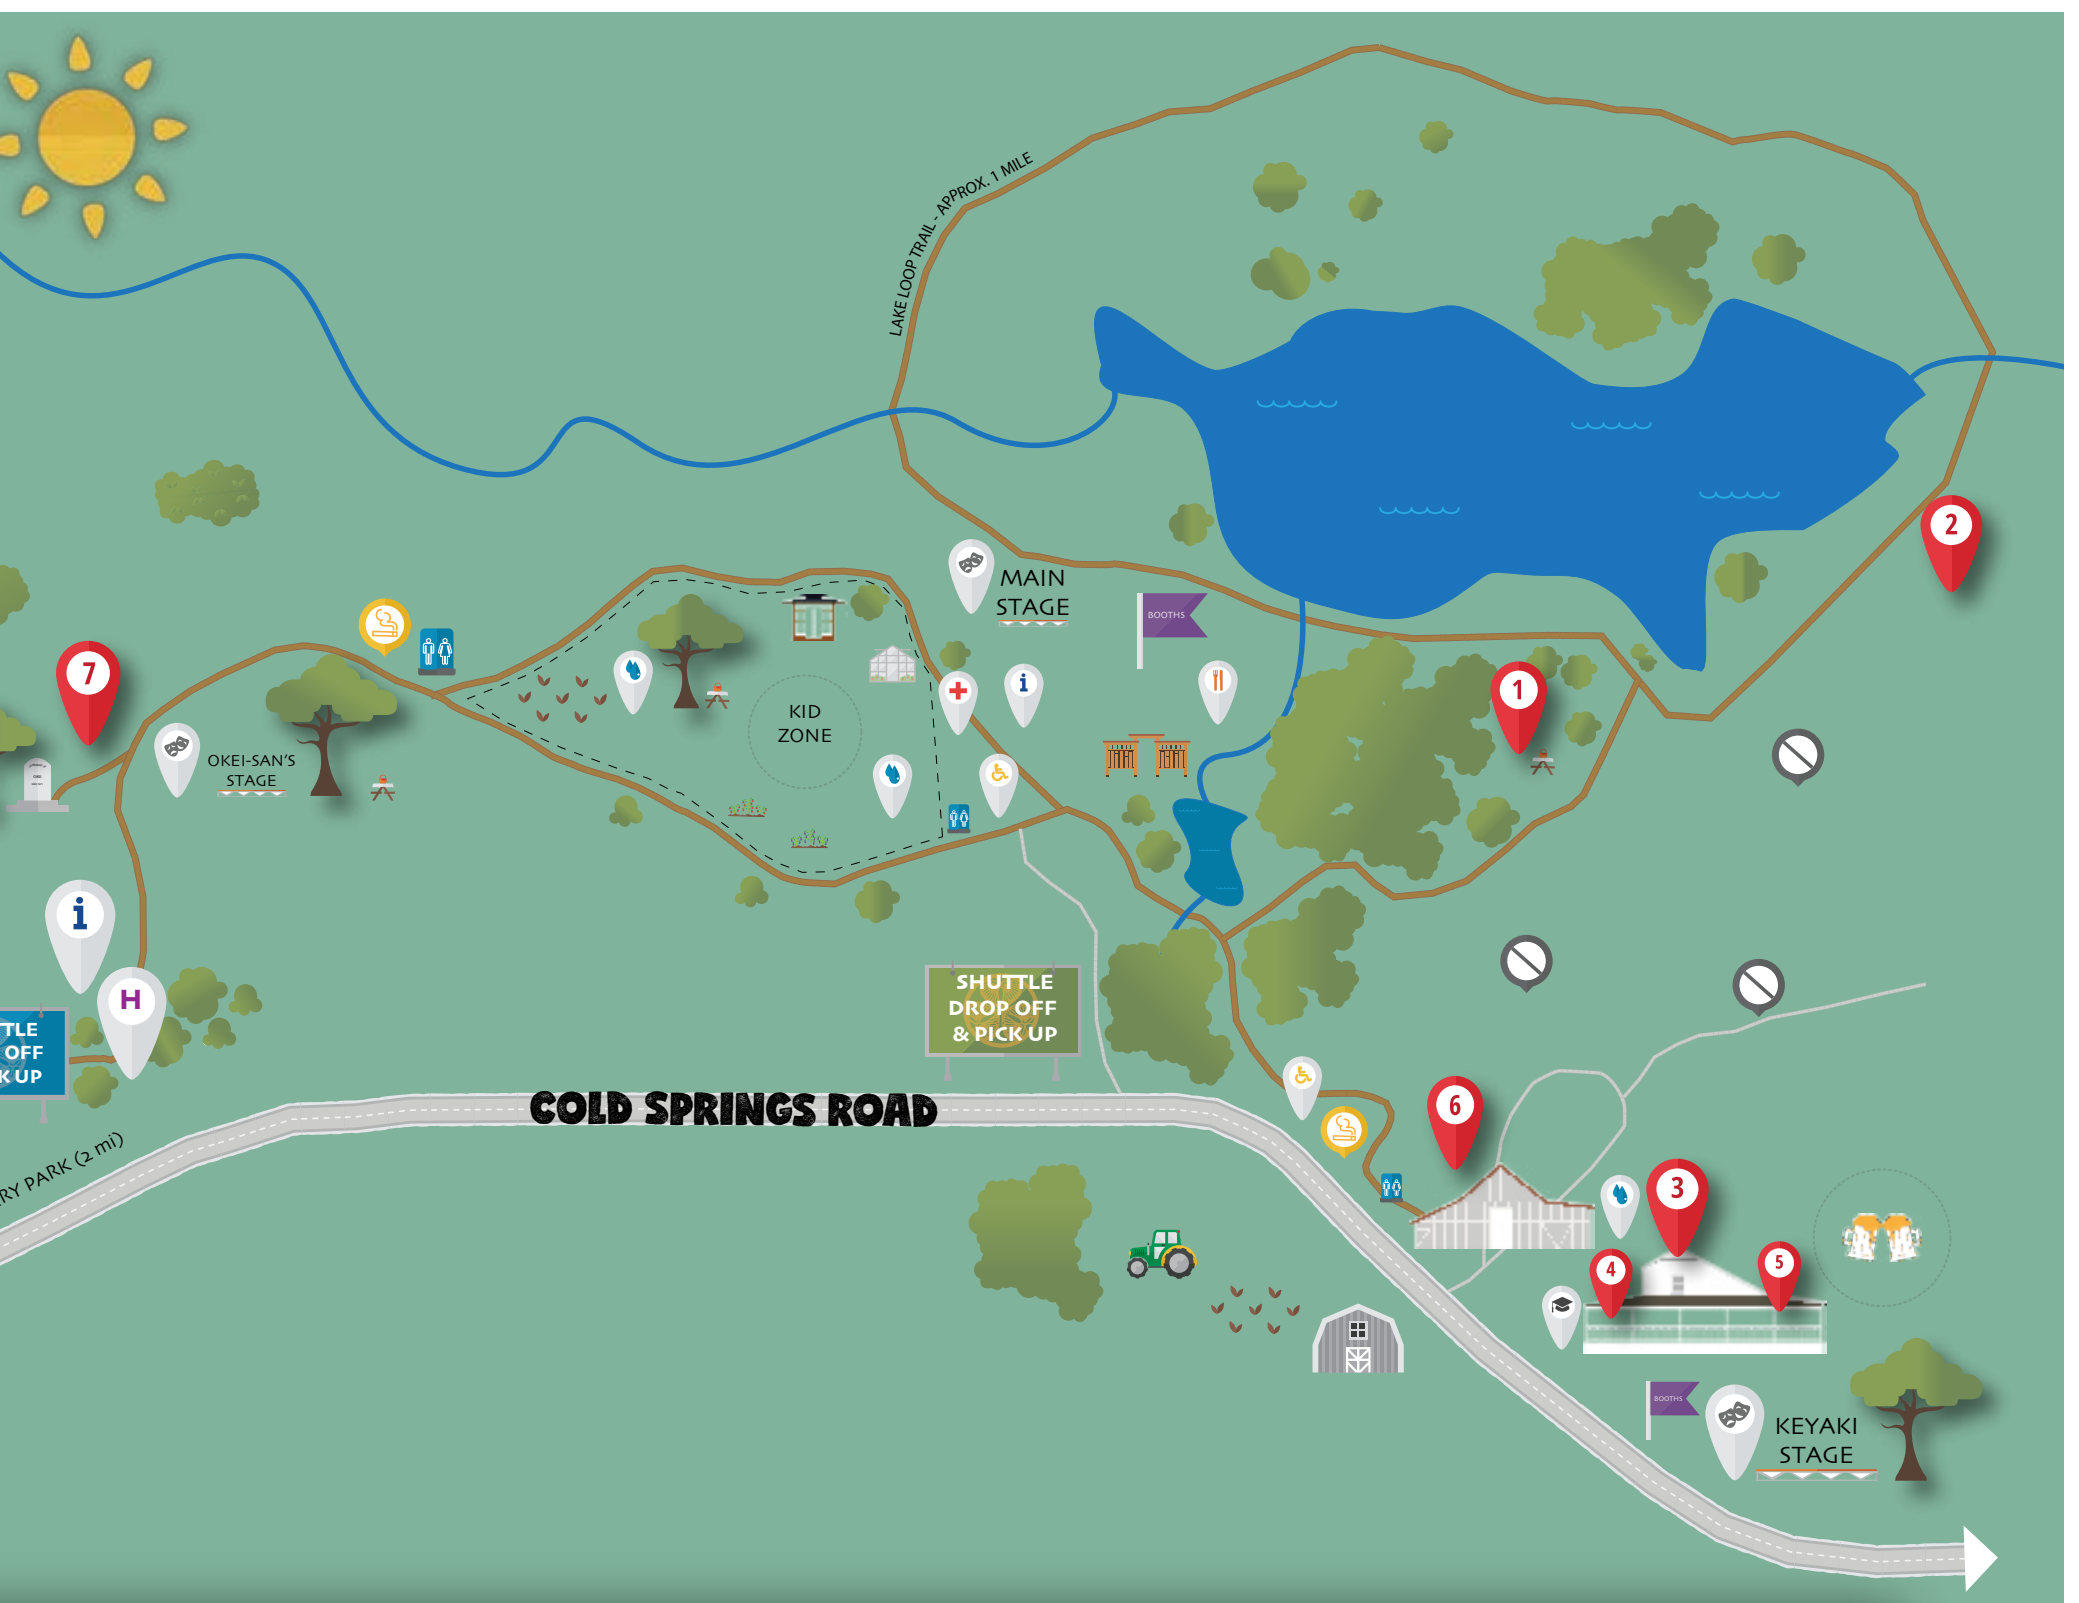 LAKE LOOP TRAIL - APPROX. 1 MILE
2
MAIN
STAGE
BOOTHS
7
1
i
KID
ZONE
OKEI-SAN'S
STAGE
i
H
SHUTTLE
DROP OFF
& PICK UP
TLE
OFF
K UP
COLD SPRINGS ROAD
6
RY PARK (2 mi)
3
4
5
BOOTHS
KEYAKI
STAGE